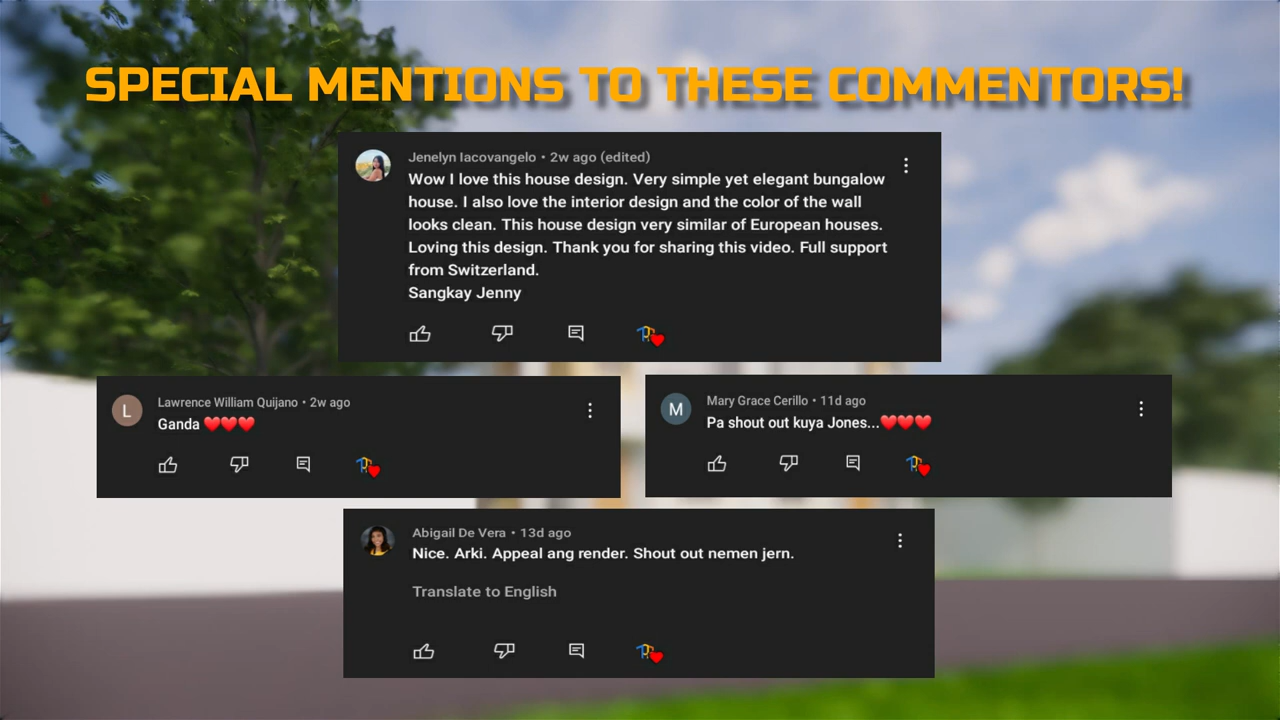 SPECIAL MENTIONS TO THESE COMMENTORS!
Jenelyn Iacovangelo • 2w ago (edited)
Wow I love this house design. Very simple yet elegant bungalow
house. I also love the interior design and the color of the wall
looks clean. This house design very similar of European houses.
Loving this design. Thank you for sharing this video. Full support
from Switzerland.
Sangkay Jenny
L
Lawrence William Quijano • 2w ago
Ganda ❤️❤️❤️
M
Mary Grace Cerillo • 11d ago
Pa shout out kuya Jones...❤️❤️❤️
Abigail De Vera • 13d ago
Nice. Arki. Appeal ang render. Shout out nemen jern.
Translate to English